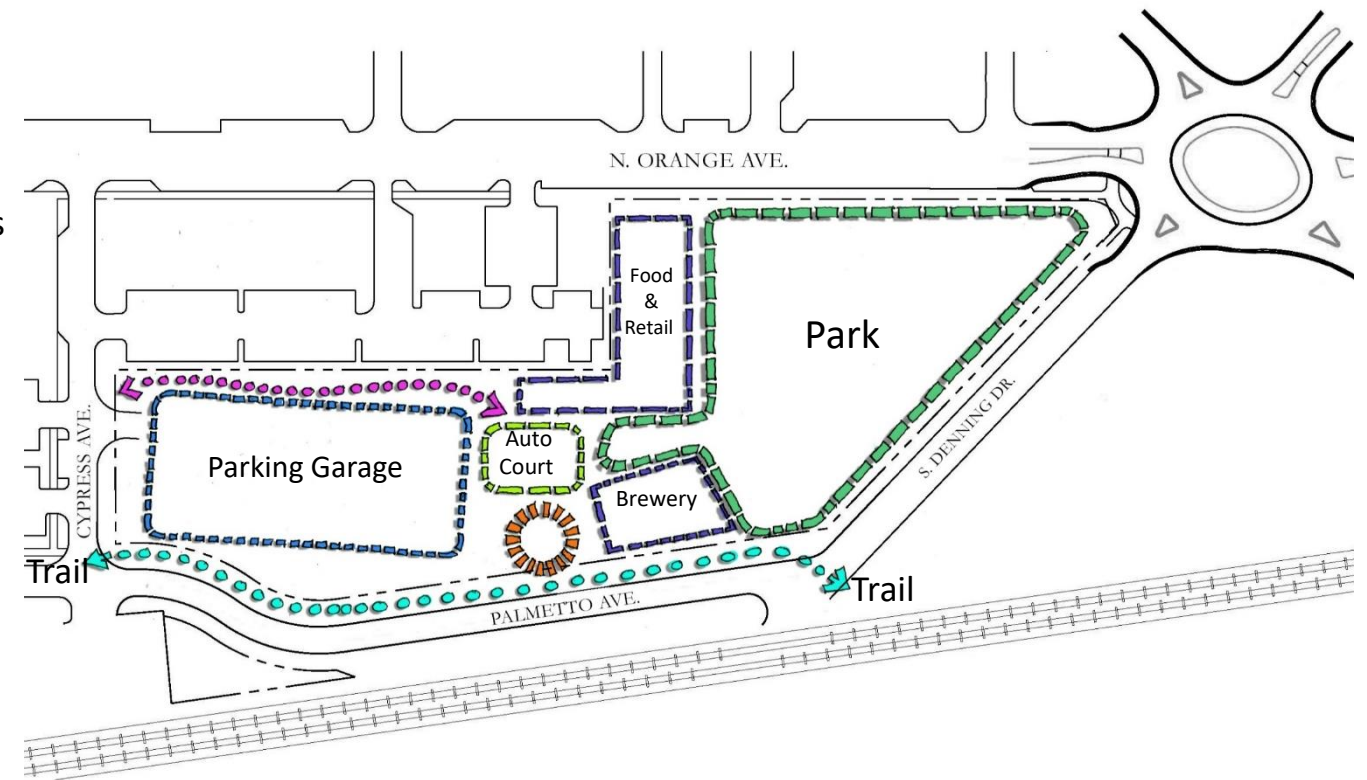 N. ORANGE AVE.
s
Food
&
Retail
Park
Auto
Court
Parking Garage
Brewery
CYPRESS AVE.
S. DENNING DR.
Trail
Trail
PALMETTO AVE.